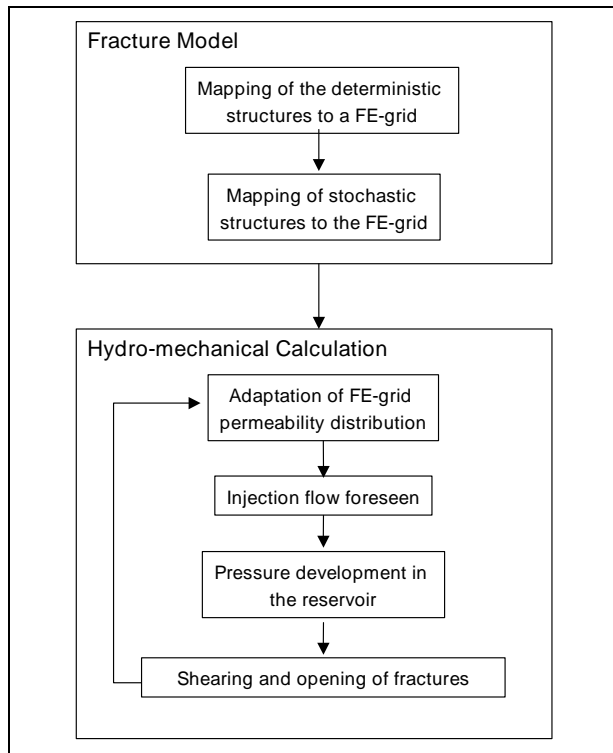 Fracture Model
Mapping of the deterministic
structures to a FE-grid
Mapping of stochastic
structures to the FE-grid
Hydro-mechanical Calculation
Adaptation of FE-grid
permeability distribution
Injection flow foreseen
Pressure development in
the reservoir
Shearing and opening of fractures